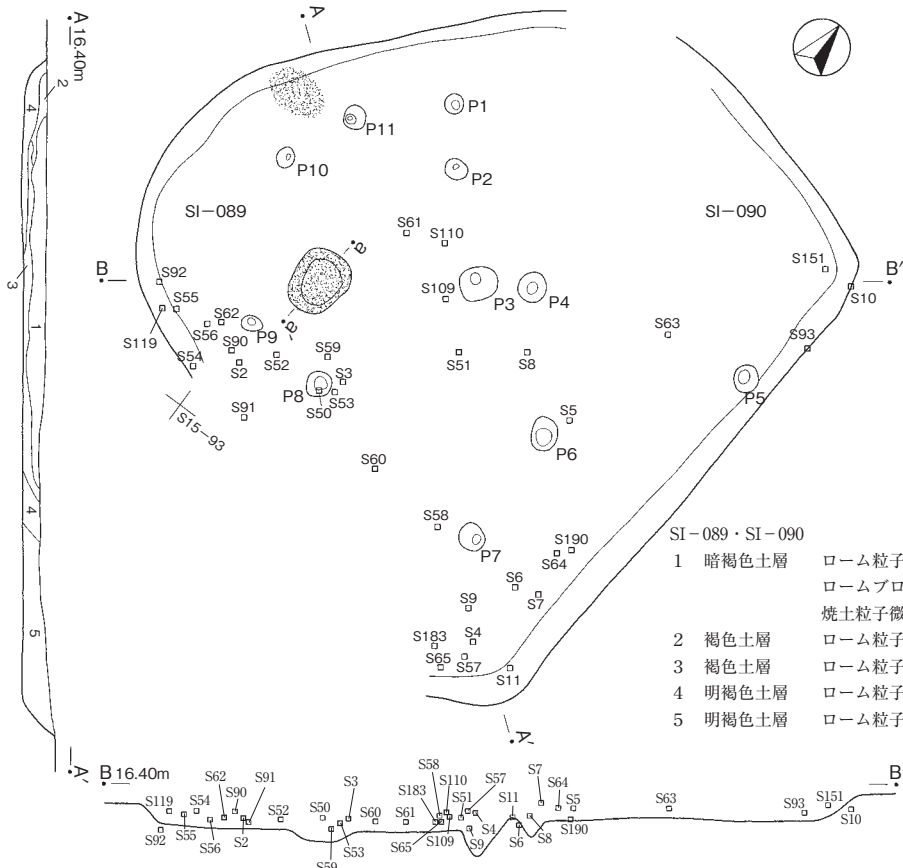 A
16.40m
2
4
3
1
4
5
A'
A
P11
P1
P10
P2
SI-089
SI-090
S61
S110
S151
B
B'
S92
a
a'
S10
S109
P3
P4
S55
S62
S63
S119
S56
P9
S93
S90
S59
S54
S2
S52
S3
S51
S8
P8
S50
S53
P5
S91
S5
S15-93
P6
S60
S58
P7
S190
S64
S6
S7
S9
S183
S4
S65
S57
S11
A'
SI-089・SI-090
1 暗褐色土層 ローム粒子
ロームブロ
焼土粒子微
2 褐色土層 ローム粒子
3 褐色土層 ローム粒子
4 明褐色土層 ローム粒子
5 明褐色土層 ローム粒子
B 16.40m
B
S58
S62
S91
S110
S57
S7
S90
S3
S183
S51
S64
S119
S54
S52
S50
S11
S5
S63
S93
S151
S55
S56
S2
S60
S61
S4
S8
S10
S92
S53
S65
S109
S9
S6
S190
S59